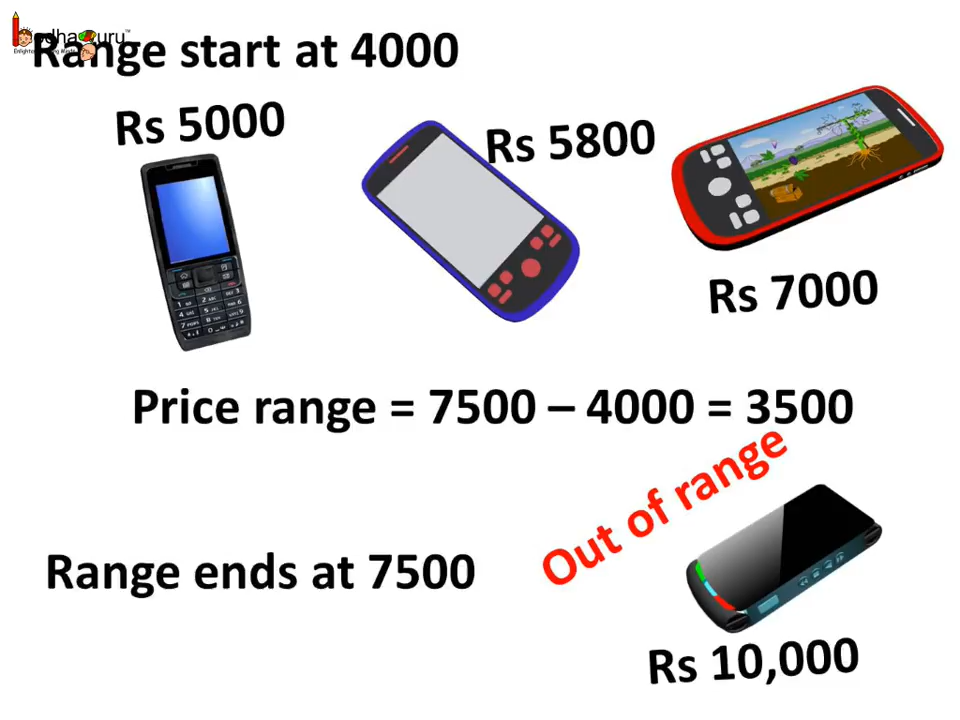 Range start at 4000
Rs 5000
Rs 5800
Rs 7000
Price range = 7500 – 4000 = 3500
Out of range
Range ends at 7500
Rs 10,000